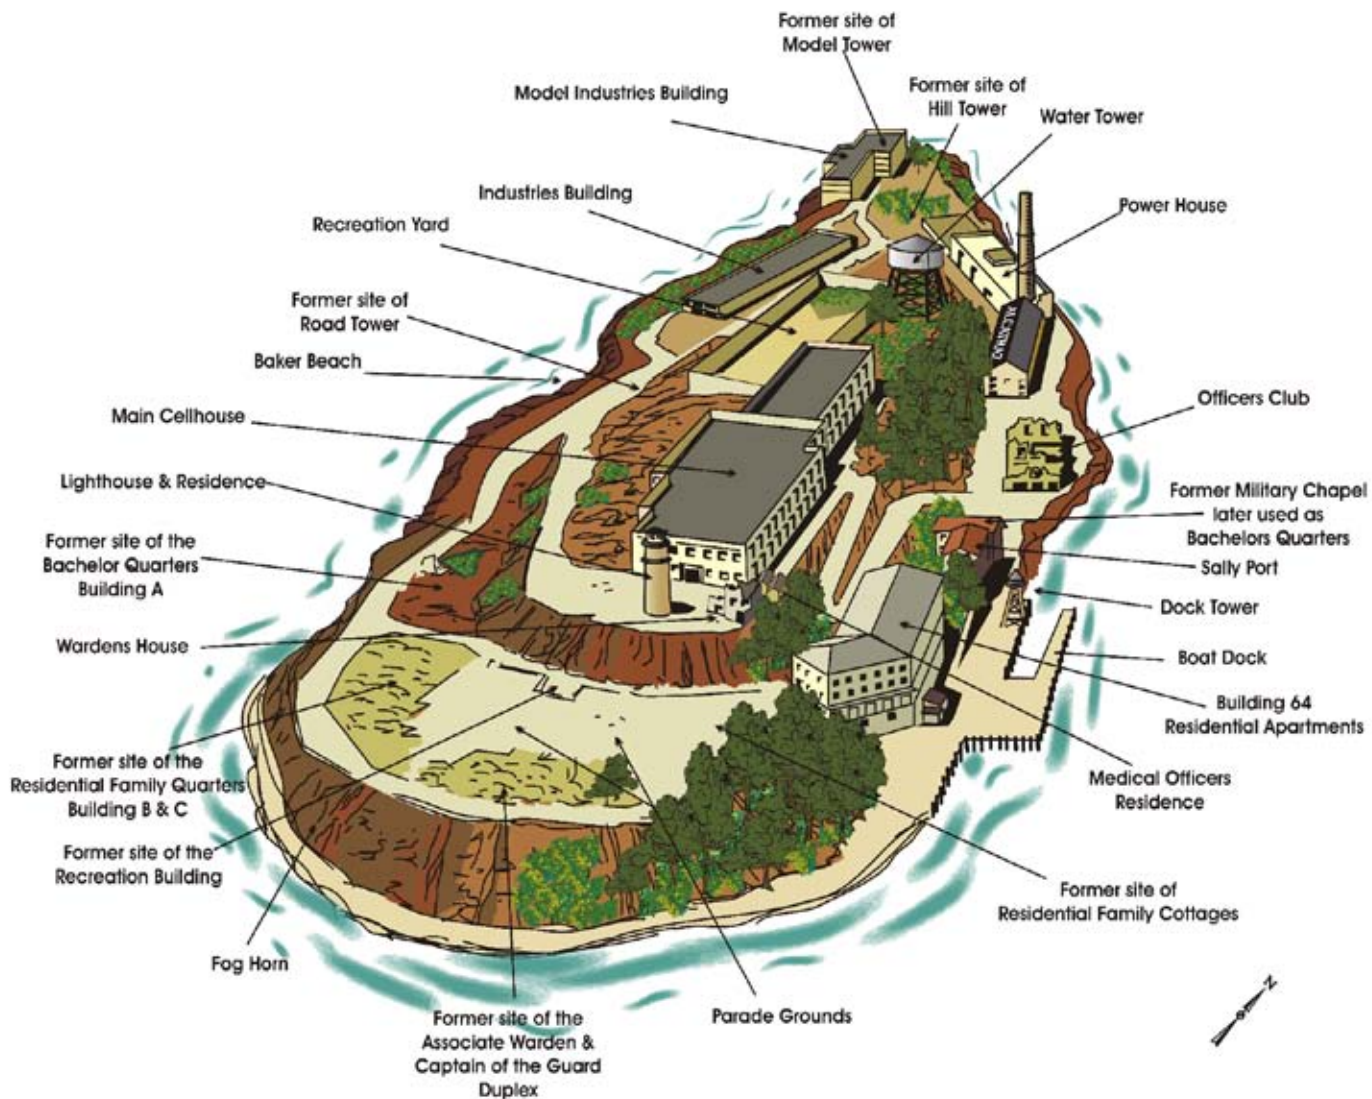 Former site of
Model Tower
Model Industries Building
Former site of
Hill Tower
Water Tower
Industries Building
Power House
Recreation Yard
Former site of
Road Tower
Baker Beach
ALCATRAZ
Officers Club
Main Cellhouse
Lighthouse & Residence
Former Military Chapel
later used as
Bachelors Quarters
Former site of the
Bachelor Quarters
Building A
Sally Port
Dock Tower
Wardens House
Boat Dock
Building 64
Residential Apartments
Former site of the
Residential Family Quarters
Building B & C
Medical Officers
Residence
Former site of the
Recreation Building
Former site of
Residential Family Cottages
Fog Horn
Former site of the
Associate Warden &
Captain of the Guard
Duplex
Parade Grounds
N